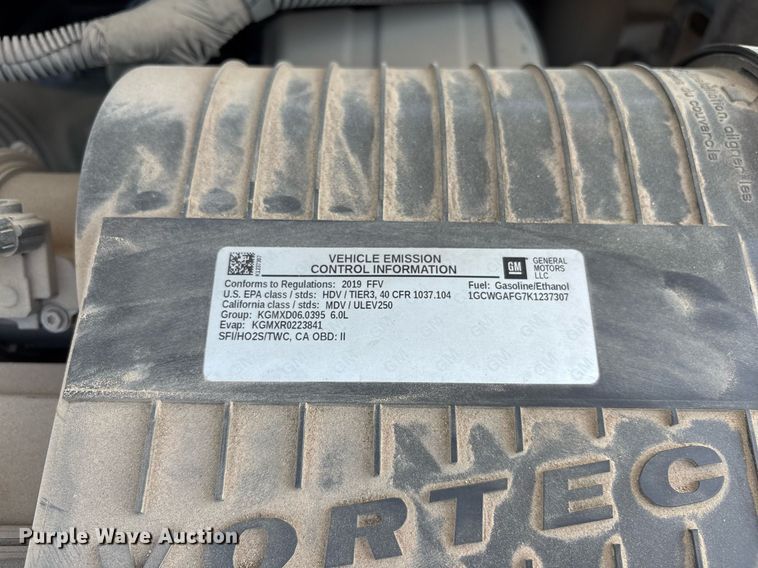 VEHICLE EMISSION
CONTROL INFORMATION
GM
GENERAL
MOTORS
LLC
Conforms to Regulations: 2019 FFV
Fuel: Gasoline/Ethanol
U.S. EPA class / stds: HDV / TIER3, 40 CFR 1037.104
1GCWGAFG7K1237307
California class / stds: MDV / ULEV250
Group: KGMXD06.0395 6.0L
Evap: KGMXR0223841
SFI/HO2S/TWC, CA OBD: II
VORTEC
Purple Wave Auction